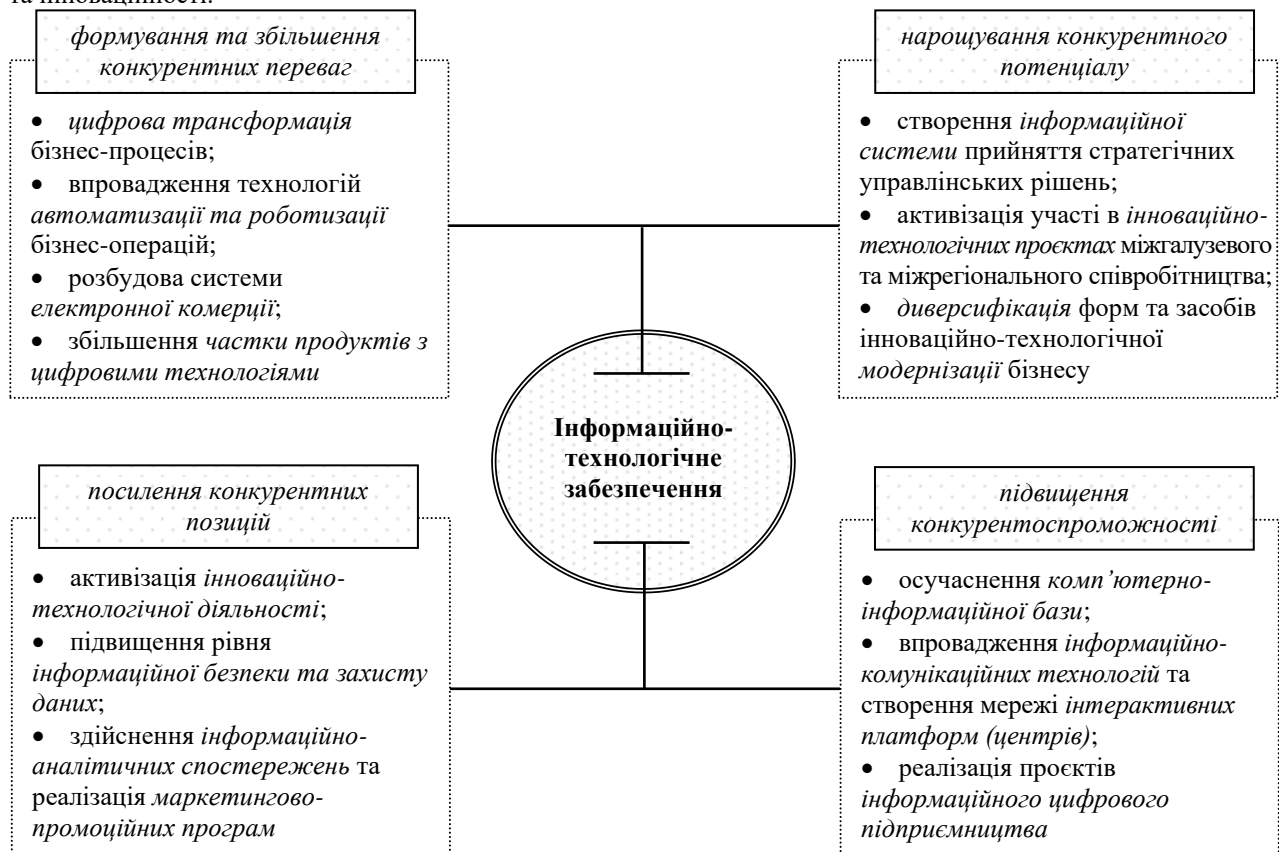 та інноваційності.
формування та збільшення
конкурентних переваг
• цифрова трансформація
бізнес-процесів;
• впровадження технологій
автоматизації та роботизації
бізнес-операцій;
• розбудова системи
електронної комерції;
• збільшення частки продуктів з
цифровими технологіями
нарощування конкурентного
потенціалу
• створення інформаційної
системи прийняття стратегічних
управлінських рішень;
• активізація участі в інноваційно-
технологічних проєктах міжгалузевого
та міжрегіонального співробітництва;
• диверсифікація форм та засобів
інноваційно-технологічної
модернізації бізнесу
Інформаційно-
технологічне
забезпечення
посилення конкурентних
позицій
• активізація інноваційно-
технологічної діяльності;
• підвищення рівня
інформаційної безпеки та захисту
даних;
• здійснення інформаційно-
аналітичних спостережень та
реалізація маркетингово-
промоційних програм
підвищення
конкурентоспроможності
• осучаснення комп’ютерно-
інформаційної бази;
• впровадження інформаційно-
комунікаційних технологій та
створення мережі інтерактивних
платформ (центрів);
• реалізація проєктів
інформаційного цифрового
підприємництва